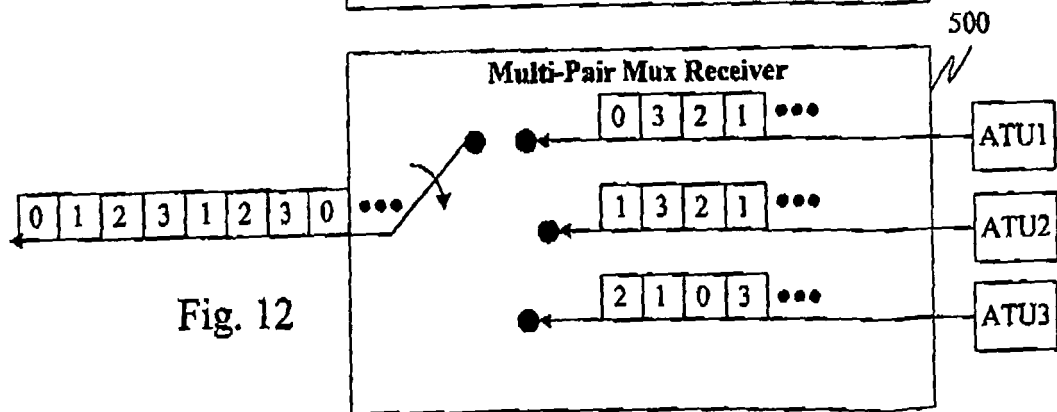 500
Multi-Pair Mux Receiver
0 3 2 1 •••
ATU1
0 1 2 3 1 2 3 0 •••
1 3 2 1 •••
ATU2
2 1 0 3 •••
ATU3
Fig. 12